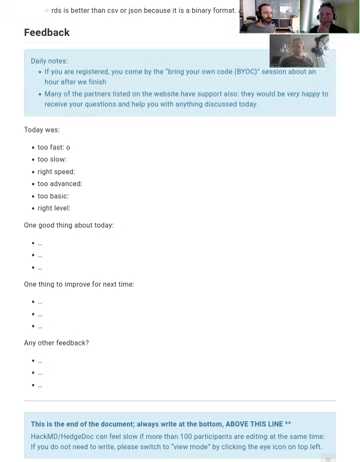 rds is better than csv or json because it is a binary format.
Feedback
Daily notes:
If you are registered, you come by the "bring your own code (BYOC)" session about an
hour after we finish
Many of the partners listed on the website have support also: they would be very happy to
receive your questions and help you with anything discussed today.
Today was:
too fast: o
too slow:
right speed:
too advanced:
too basic:
right level:
One good thing about today:
...
...
...
One thing to improve for next time:
...
...
...
Any other feedback?
...
...
...
This is the end of the document; always write at the bottom, ABOVE THIS LINE ^^
HackMD/HedgeDoc can feel slow if more than 100 participants are editing at the same time:
If you do not need to write, please switch to "view mode" by clicking the eye icon on top left.